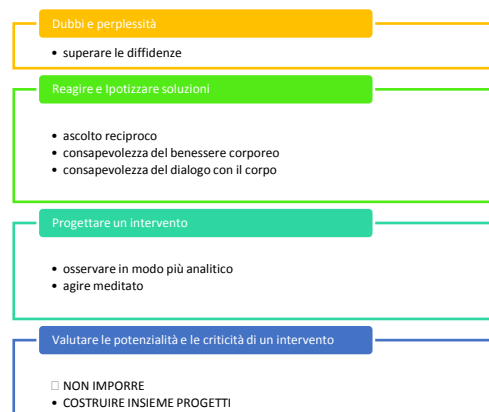 Dubbi e perplessità
• superare le diffidenze
Reagire e Ipotizzare soluzioni
• ascolto reciproco
• consapevolezza del benessere corporeo
• consapevolezza del dialogo con il corpo
Progettare un intervento
• osservare in modo più analitico
• agire meditato
Valutare le potenzialità e le criticità di un intervento
□ NON IMPORRE
• COSTRUIRE INSIEME PROGETTI